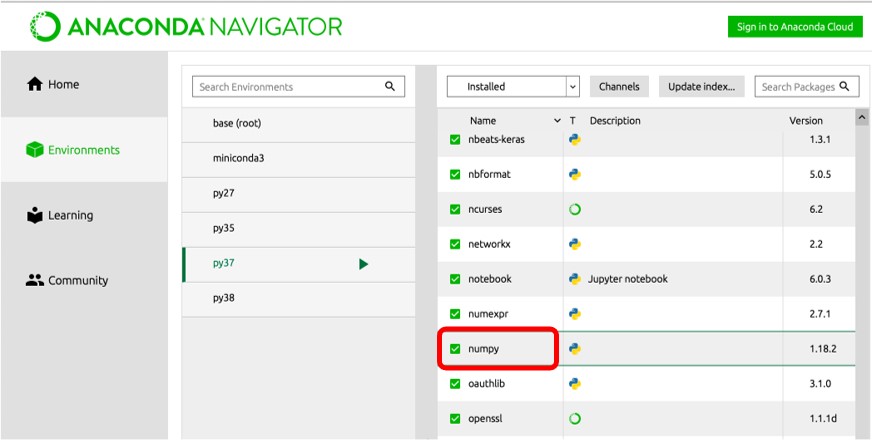 ANACONDA NAVIGATOR
Sign in to Anaconda Cloud
Home
Environments
Learning
Community
Search Environments
base (root)
miniconda3
py27
py35
py37
py38
Installed Channels Update index... Search Packages
Name T Description Version
nbeats-keras 1.3.1
nbformat 5.0.5
ncurses 6.2
networkx 2.2
notebook Jupyter notebook 6.0.3
numexpr 2.7.1
numpy 1.18.2
oauthlib 3.1.0
openssl 1.1.1d